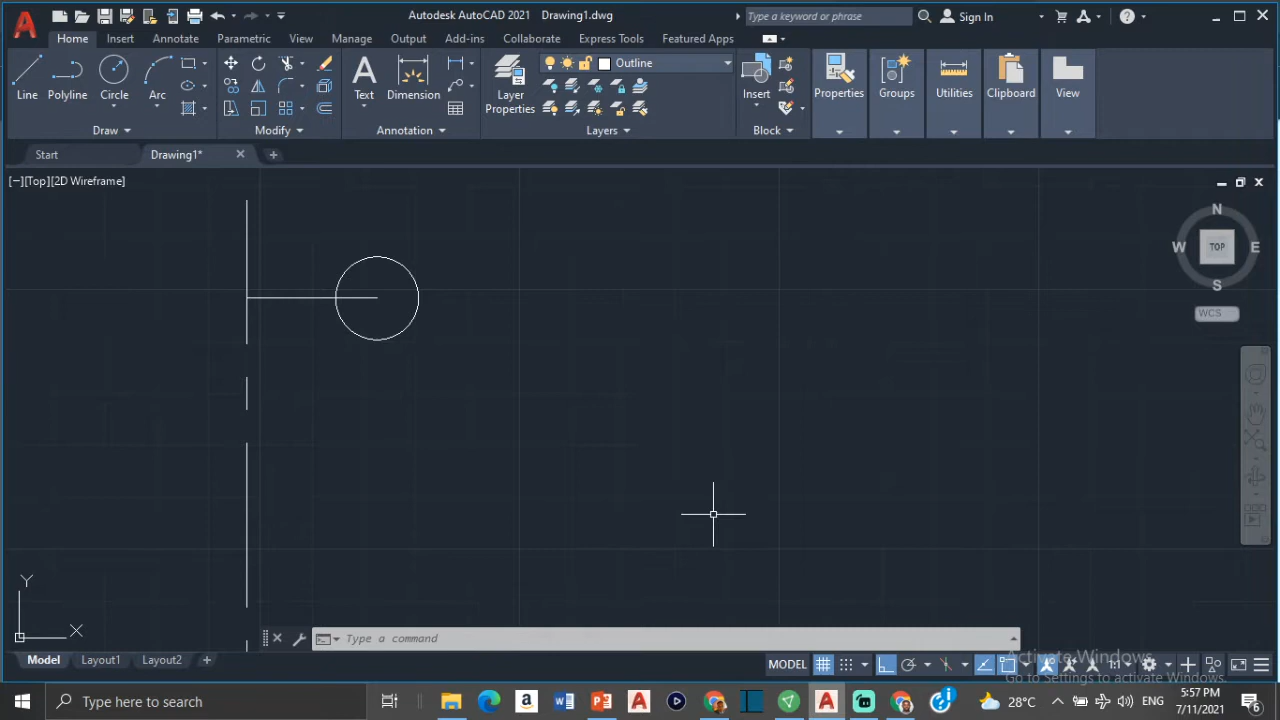 Autodesk AutoCAD 2021 Drawing1.dwg
Type a keyword or phrase
Sign In
Home Insert Annotate Parametric View Manage Output Add-ins Collaborate Express Tools Featured Apps
Line Polyline Circle Arc
Text Dimension
Layer
Properties
Outline
Insert
Properties
Groups
Utilities
Clipboard
View
Draw Modify Annotation Layers Block
Start Drawing1*
[−][Top][2D Wireframe]
N
W TOP E
S
WCS
Y
X
Type a command
Model Layout1 Layout2
MODEL
1:1
Activate Windows
Go to Settings to activate Windows.
Type here to search
28°C
ENG
5:57 PM
7/11/2021
6